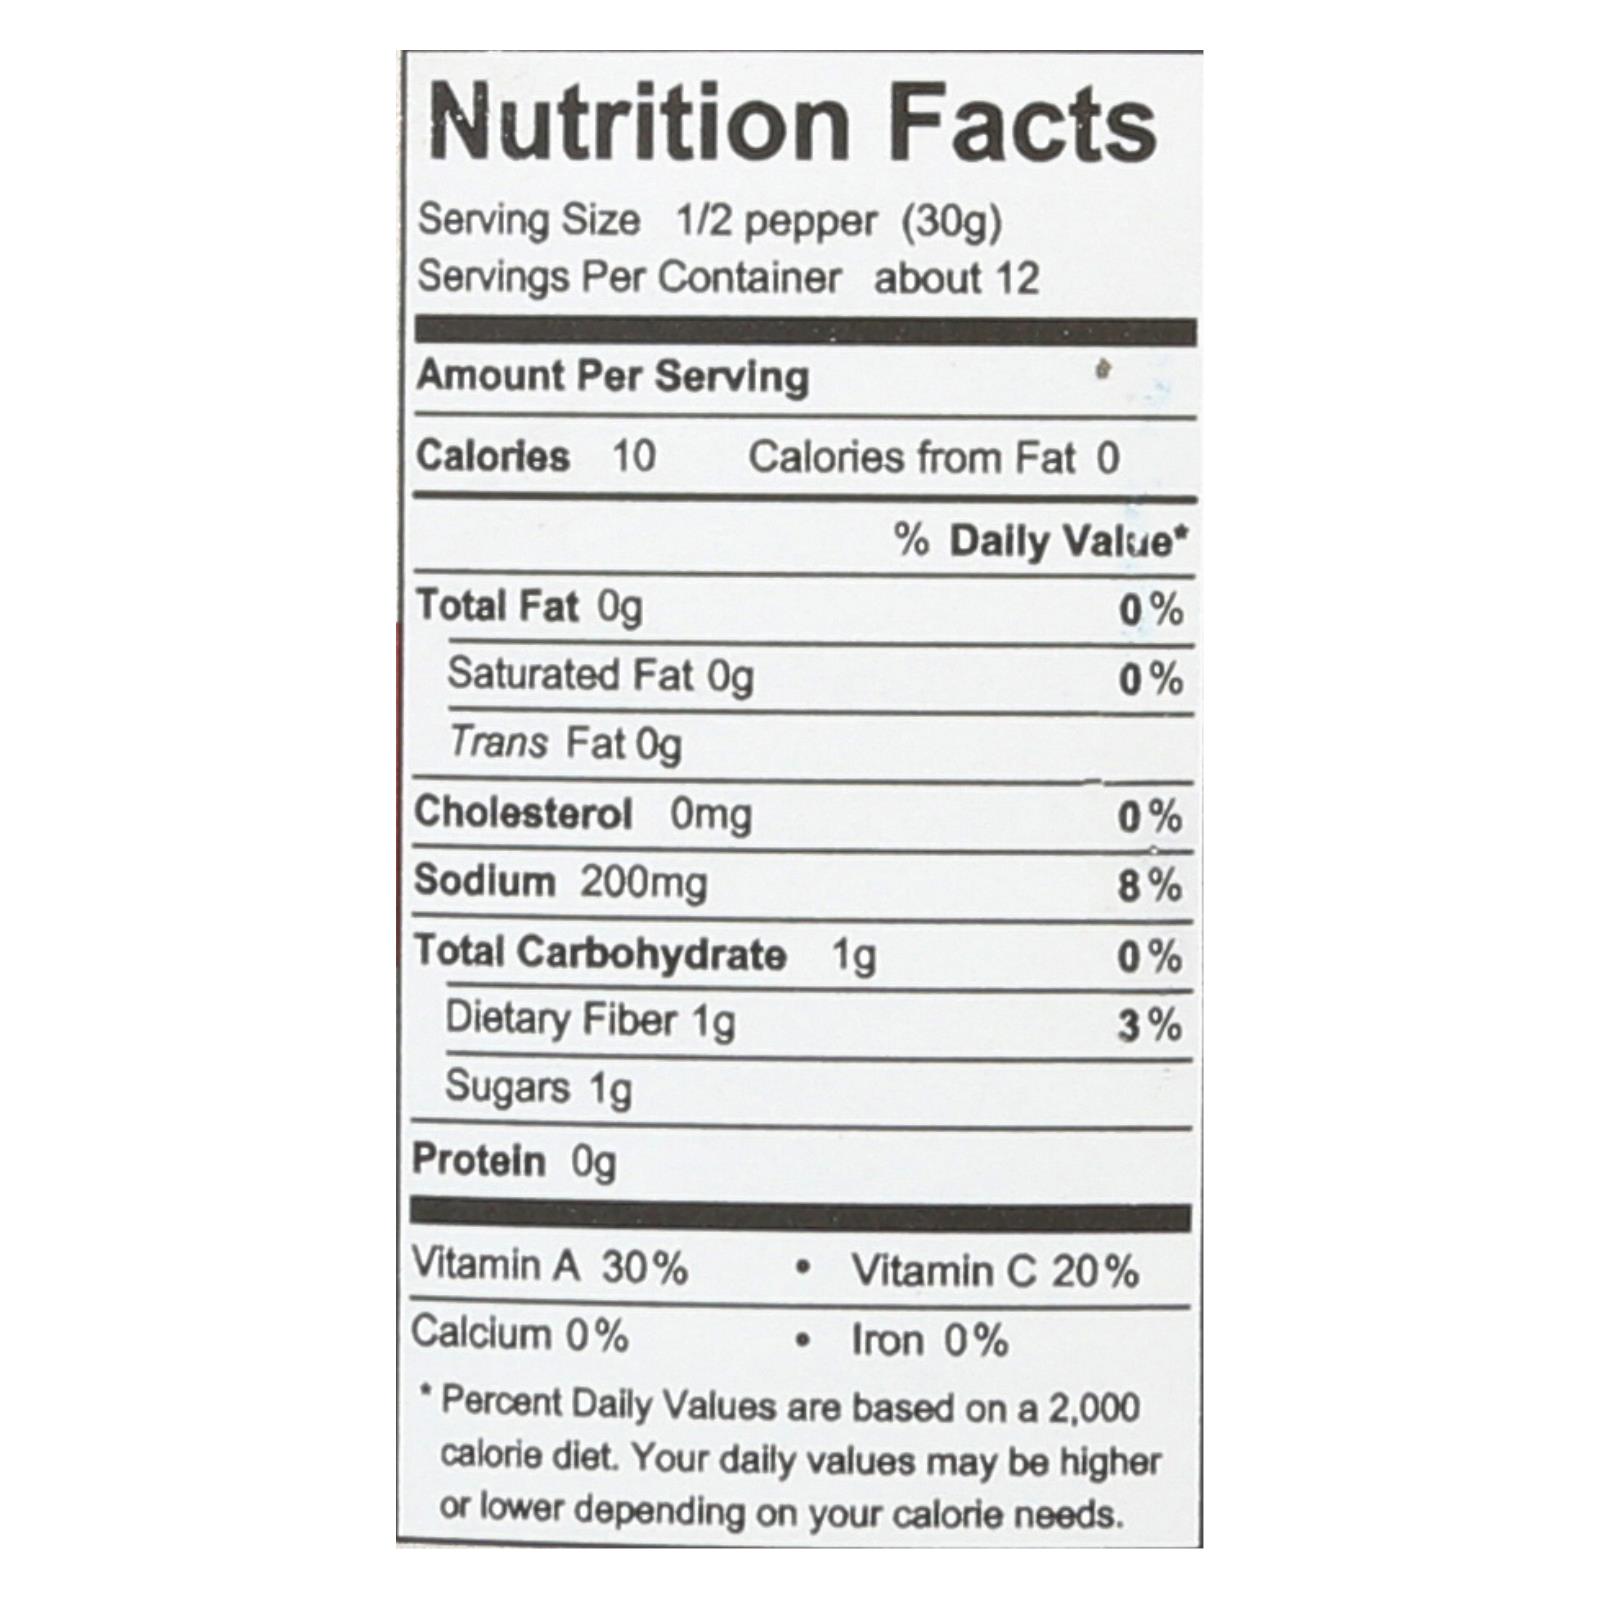 Nutrition Facts
Serving Size 1/2 pepper (30g)
Servings Per Container about 12
Amount Per Serving
Calories 10 Calories from Fat 0
% Daily Value*
Total Fat 0g 0%
Saturated Fat 0g 0%
Trans Fat 0g
Cholesterol 0mg 0%
Sodium 200mg 8%
Total Carbohydrate 1g 0%
Dietary Fiber 1g 3%
Sugars 1g
Protein 0g
Vitamin A 30% • Vitamin C 20%
Calcium 0% • Iron 0%
* Percent Daily Values are based on a 2,000
calorie diet. Your daily values may be higher
or lower depending on your calorie needs.